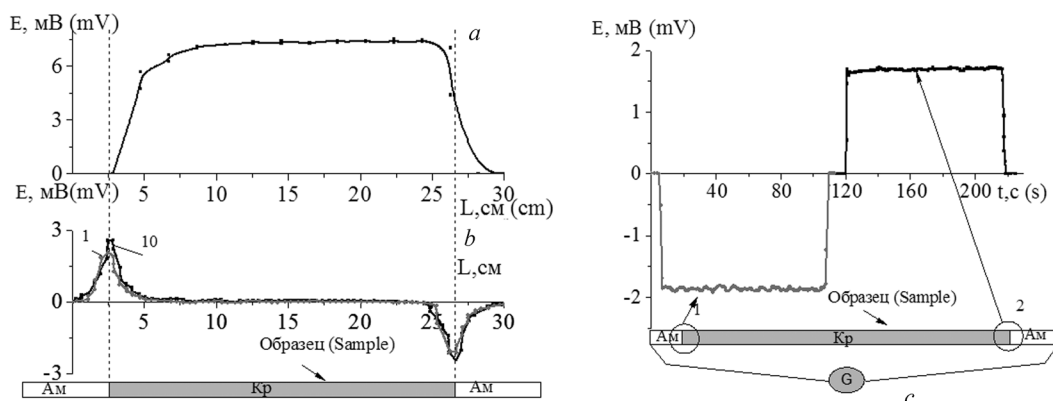 E, мВ (mV)
a
9
6
3
0
5
10
15
20
25
30
L,см (cm)
E, мВ(mV)
b
3
1
10
L,см
0
5
10
15
20
25
30
Образец (Sample)
-3
Ам
Кр
Ам
E, мВ (mV)
2
1
0
40
80
120
160
200
t,c (s)
-1
-2
Образец (Sample)
1
2
Ам
Кр
Ам
G
c